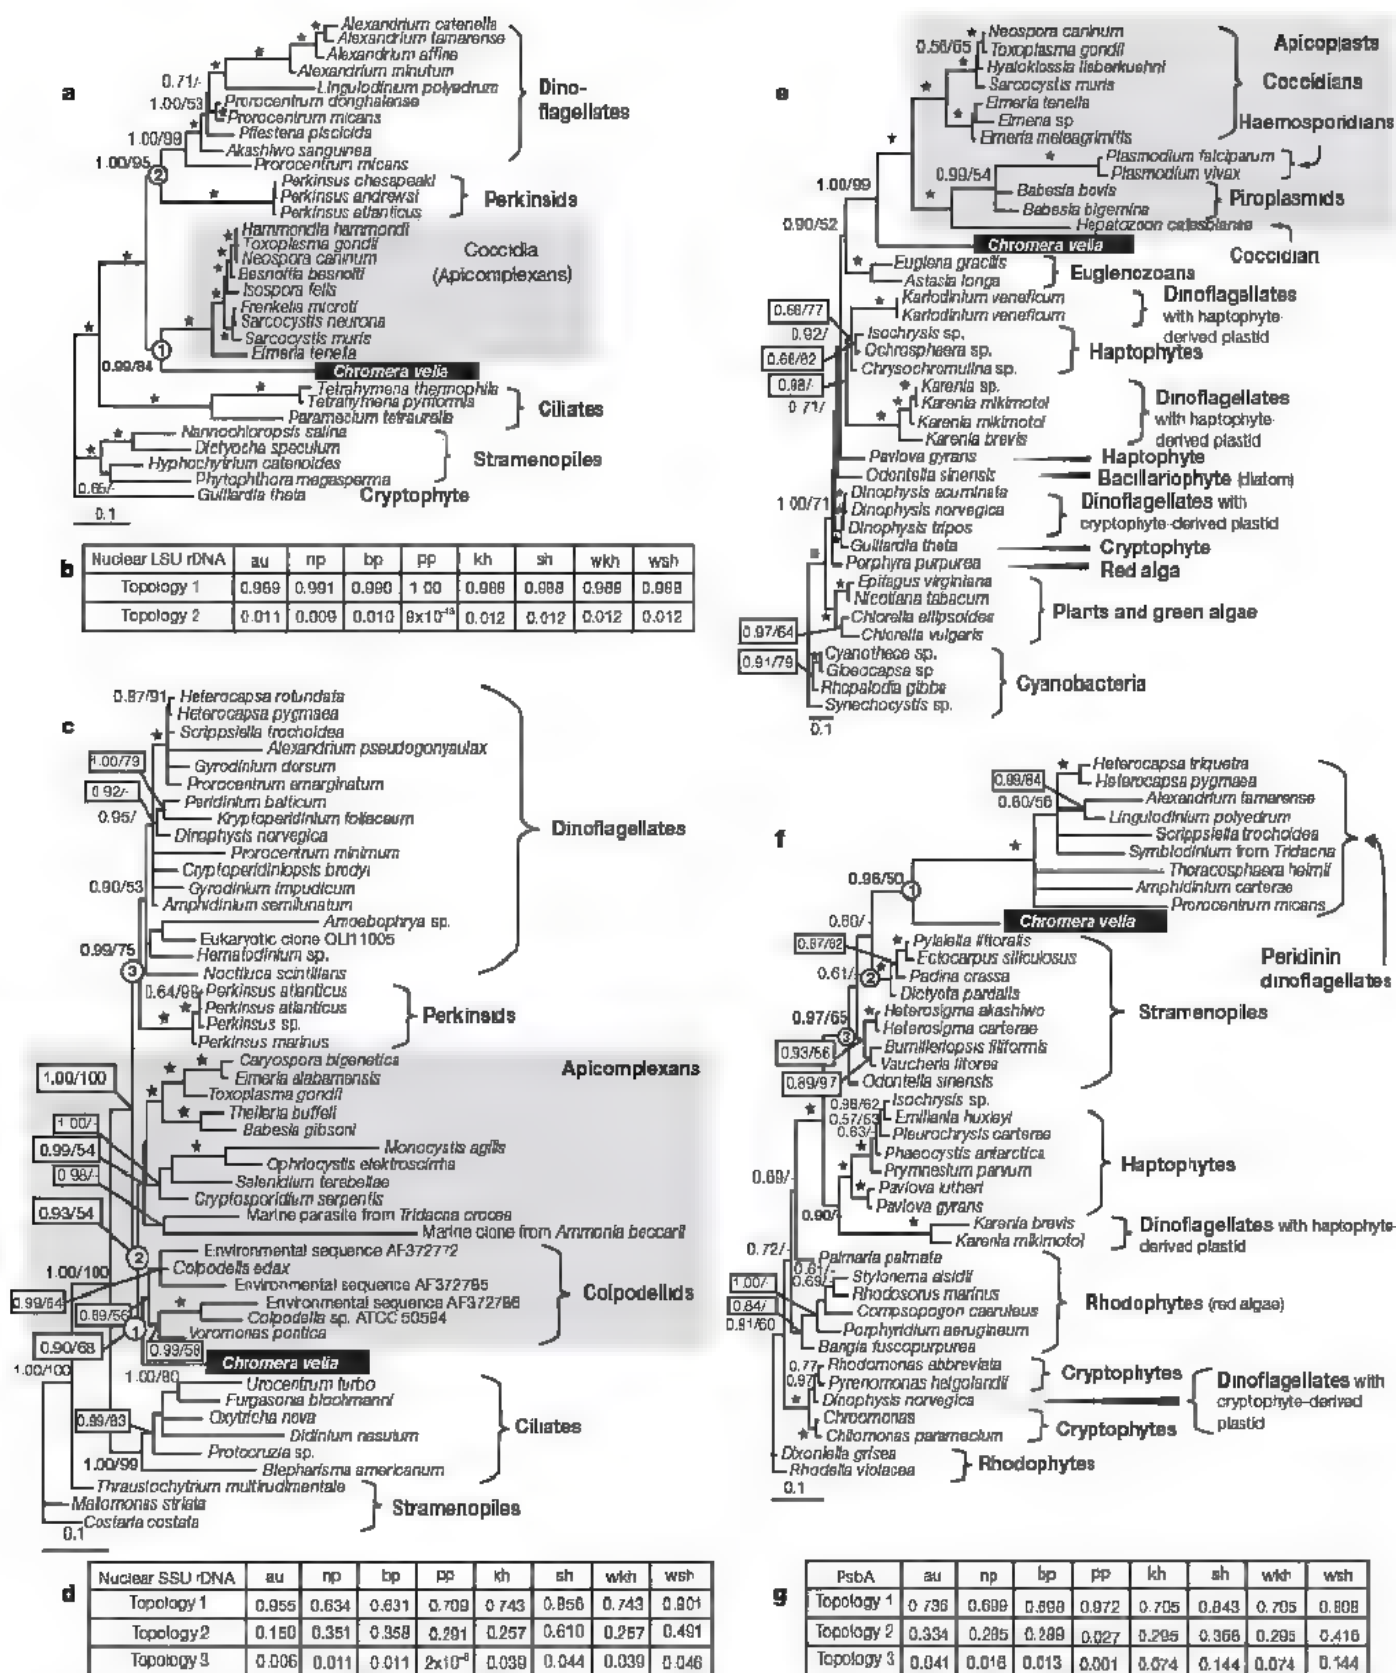 a
Alexandrium catenella
Alexandrium tamarense
Alexandrium affine
Alexandrium minutum
Lingulodinium polyedrum
Prorocentrum donghaiense
Prorocentrum micans
Pfiesteria piscicida
Akashiwo sanguinea
Prorocentrum micans
Dino-
flagellates
0.71/-
1.00/53
1.00/99
1.00/95
2
Perkinsus chesapeaki
Perkinsus andrewsi
Perkinsus atlanticus
Perkinsids
Hammondia hammondi
Toxoplasma gondii
Neospora caninum
Besnoitia besnoiti
Isospora felis
Frenkelia microti
Sarcocystis neurona
Sarcocystis muris
Eimeria tenella
Coccidia
(Apicomplexans)
1
0.99/84
Chromera velia
Tetrahymena thermophila
Tetrahymena pyriformis
Paramecium tetraurelia
Ciliates
Nannochloropsis salina
Dictyocha speculum
Hyphochytrium catenoides
Phytophthora megasperma
Stramenopiles
0.65/-
Guillardia theta
Cryptophyte
0.1
b
Nuclear LSU rDNA au np bp pp kh sh wkh wsh
Topology 1 0.989 0.991 0.990 1.00 0.988 0.988 0.988 0.988
Topology 2 0.011 0.009 0.010 0.012 0.012 0.012 0.012
c
0.87/91
Heterocapsa rotundata
Heterocapsa pygmaea
Scrippsiella trochoidea
Alexandrium pseudogonyaulax
Gyrodinium dorsum
Prorocentrum emarginatum
Peridinium balticum
Kryptoperidinium foliaceum
Dinophysis norvegica
Prorocentrum minimum
Cryptoperidiniopsis brodyi
Gyrodinium impudicum
Amphidinium semilunatum
Amoebophrya sp.
Eukaryotic clone OLI11005
Hematodinium sp.
Noctiluca scintillans
Dinoflagellates
1.00/79
0.92/-
0.95/
0.90/53
0.99/75
3
0.64/98
Perkinsus atlanticus
Perkinsus atlanticus
Perkinsus sp.
Perkinsus marinus
Perkinsids
Caryospora bigenetica
Eimeria alabamensis
Toxoplasma gondii
Theileria buffeli
Babesia gibsoni
Monocystis agilis
Ophriocystis elektroscirrha
Selenidium terebellae
Cryptosporidium serpentis
Marine parasite from Tridacna crocea
Marine clone from Ammonia beccarii
Apicomplexans
1.00/100
1.00/-
0.99/54
0.98/-
0.93/54
2
Environmental sequence AF372772
Colpodella edax
Environmental sequence AF372785
Environmental sequence AF372786
Colpodella sp. ATCC 50594
Voromonas pontica
Colpodellids
1.00/100
0.99/64
0.89/56
1
0.90/68
0.99/58
Chromera velia
1.00/100
1.00/80
Urocentrum turbo
Furgasonia blochmanni
Oxytricha nova
Didinium nasutum
Protocruzia sp.
Blepharisma americanum
Ciliates
0.89/83
1.00/99
Thraustochytrium multirudimentale
Mallomonas striata
Costaria costata
Stramenopiles
0.1
d
Nuclear SSU rDNA au np bp pp kh sh wkh wsh
Topology 1 0.955 0.634 0.631 0.709 0.743 0.856 0.743 0.901
Topology 2 0.150 0.351 0.358 0.291 0.257 0.610 0.257 0.491
Topology 3 0.006 0.011 0.011 0.039 0.044 0.039 0.046
e
Neospora caninum
Toxoplasma gondii
Hyaloklossia lieberkuehni
Sarcocystis muris
Eimeria tenella
Eimeria sp
Eimeria meleagrimitis
0.56/65
Apicoplasts
Coccidians
Haemosporidians
Plasmodium falciparum
Plasmodium vivax
0.99/54
Babesia bovis
Babesia bigemina
Piroplasmids
Hepatozoon catesbianae
Coccidian
1.00/99
0.90/52
Chromera velia
Euglena gracilis
Astasia longa
Euglenozoans
Karlodinium veneficum
Karlodinium veneficum
Dinoflagellates
with haptophyte-
derived plastid
0.68/77
0.92/
0.66/62
0.98/-
0.71/
Isochrysis sp.
Ochrosphaera sp.
Chrysochromulina sp.
Haptophytes
Karenia sp.
Karenia mikimotoi
Karenia mikimotoi
Karenia brevis
Dinoflagellates
with haptophyte-
derived plastid
Pavlova gyrans
Haptophyte
Odontella sinensis
Bacillariophyte (diatom)
1.00/71
Dinophysis acuminata
Dinophysis norvegica
Dinophysis tripos
Dinoflagellates with
cryptophyte-derived plastid
Guillardia theta
Cryptophyte
Porphyra purpurea
Red alga
Epifagus virginiana
Nicotiana tabacum
Chlorella ellipsoidea
Chlorella vulgaris
Plants and green algae
0.97/64
0.91/79
Cyanothece sp.
Gloeocapsa sp
Rhopalodia gibba
Synechocystis sp.
Cyanobacteria
0.1
f
Heterocapsa triquetra
Heterocapsa pygmaea
Alexandrium tamarense
Lingulodinium polyedrum
Scrippsiella trochoidea
Symbiodinium from Tridacna
Thoracosphaera heimii
Amphidinium carterae
Prorocentrum micans
0.99/84
0.60/56
Peridinin
dinoflagellates
0.96/50
1
Chromera velia
0.60/-
0.87/82
0.61/-
2
Pylaiella littoralis
Ectocarpus siliculosus
Padina crassa
Dictyota pardalis
Heterosigma akashiwo
Heterosigma carterae
Bumilleriopsis filiformis
Vaucheria litorea
Odontella sinensis
Stramenopiles
0.97/65
3
0.93/56
0.89/97
0.98/62
0.57/53
0.63/-
Isochrysis sp.
Emiliania huxleyi
Pleurochrysis carterae
Phaeocystis antarctica
Prymnesium parvum
Pavlova lutheri
Pavlova gyrans
Haptophytes
0.69/-
0.90/-
Karenia brevis
Karenia mikimotoi
Dinoflagellates with haptophyte-
derived plastid
0.72/-
Palmaria palmata
0.61/-
0.69/-
Stylonema alsidii
Rhodosorus marinus
Compsopogon caeruleus
Porphyridium aerugineum
Bangia fuscopurpurea
Rhodophytes (red algae)
1.00/-
0.84/
0.91/60
0.77
0.97
Rhodomonas abbreviata
Pyrenomonas helgolandii
Cryptophytes
Dinophysis norvegica
Dinoflagellates with
cryptophyte-derived
plastid
Chroomonas
Chilomonas paramecium
Cryptophytes
Dixoniella grisea
Rhodella violacea
Rhodophytes
0.1
g
PsbA au np bp pp kh sh wkh wsh
Topology 1 0.736 0.699 0.698 0.972 0.705 0.843 0.705 0.808
Topology 2 0.334 0.285 0.289 0.027 0.295 0.366 0.295 0.416
Topology 3 0.041 0.016 0.013 0.001 0.074 0.144 0.074 0.144